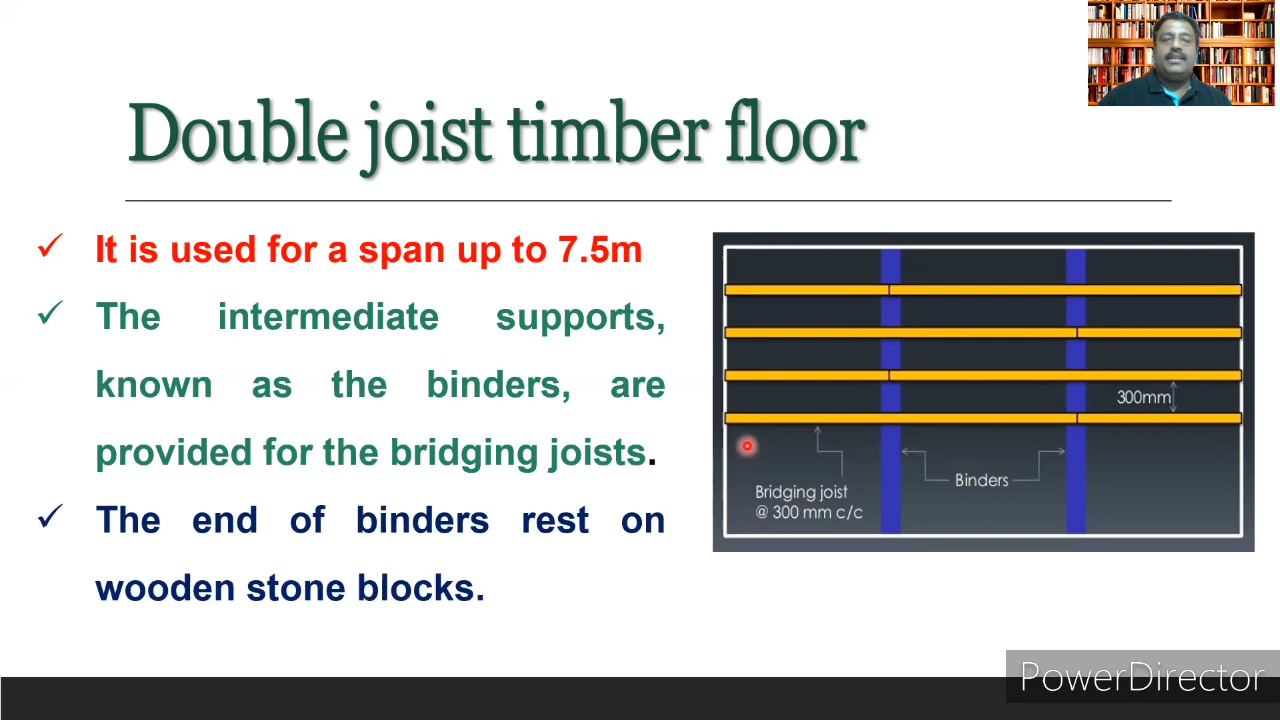 Double joist timber floor
It is used for a span up to 7.5m
The intermediate supports,
known as the binders, are
provided for the bridging joists.
The end of binders rest on
wooden stone blocks.
300mm
Binders
Bridging joist
@ 300 mm c/c
PowerDirector